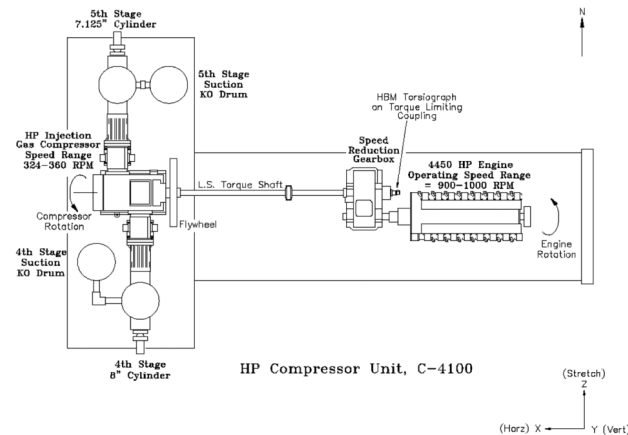 5th Stage
7.125" Cylinder
N
5th Stage
Suction
KO Drum
HBM Torsiograph
on Torque Limiting
Coupling
HP Injection
Gas Compressor
Speed Range
324-360 RPM
Speed
Reduction
Gearbox
4450 HP Engine
Operating Speed Range
= 900-1000 RPM
L.S. Torque Shaft
Compressor
Rotation
Flywheel
4th Stage
Suction
KO Drum
Engine
Rotation
4th Stage
8" Cylinder
HP Compressor Unit, C-4100
(Stretch)
Z
(Horz) X
Y (Vert)